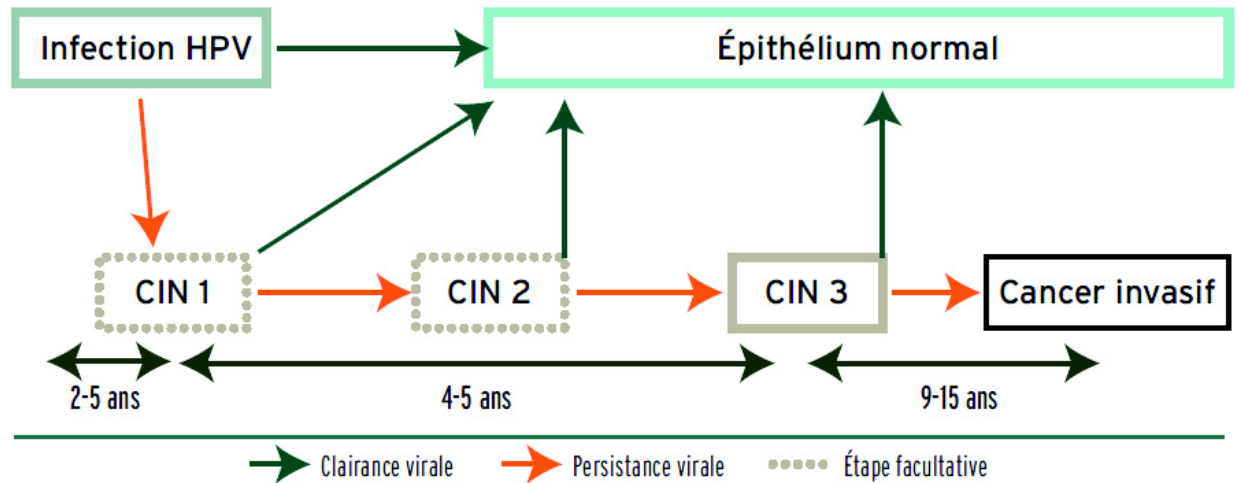 Infection HPV
Épithélium normal
CIN 1
CIN 2
CIN 3
Cancer invasif
2-5 ans
4-5 ans
9-15 ans
Clairance virale
Persistance virale
Étape facultative